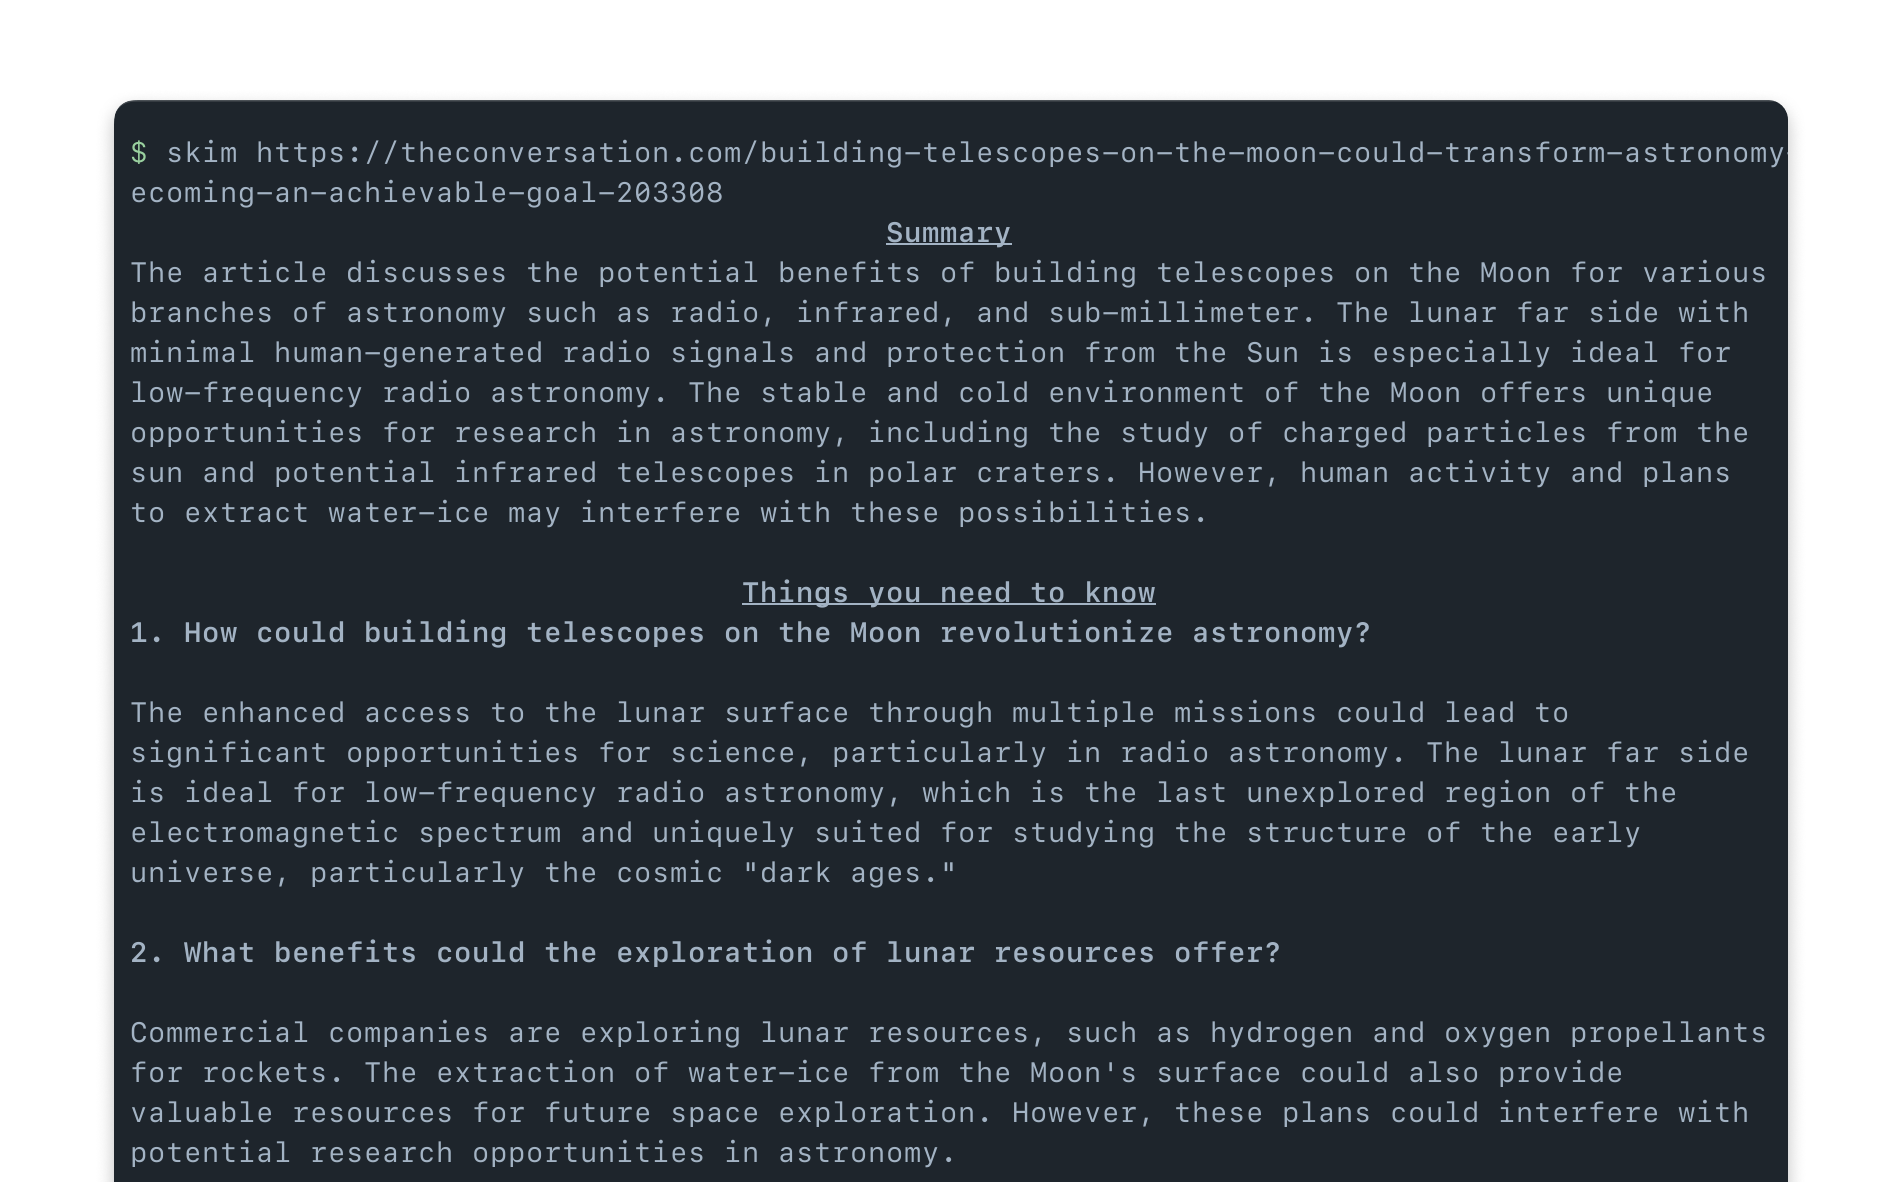 $ skim https://theconversation.com/building-telescopes-on-the-moon-could-transform-astronomy-
ecoming-an-achievable-goal-203308
Summary
The article discusses the potential benefits of building telescopes on the Moon for various
branches of astronomy such as radio, infrared, and sub-millimeter. The lunar far side with
minimal human-generated radio signals and protection from the Sun is especially ideal for
low-frequency radio astronomy. The stable and cold environment of the Moon offers unique
opportunities for research in astronomy, including the study of charged particles from the
sun and potential infrared telescopes in polar craters. However, human activity and plans
to extract water-ice may interfere with these possibilities.
Things you need to know
1. How could building telescopes on the Moon revolutionize astronomy?
The enhanced access to the lunar surface through multiple missions could lead to
significant opportunities for science, particularly in radio astronomy. The lunar far side
is ideal for low-frequency radio astronomy, which is the last unexplored region of the
electromagnetic spectrum and uniquely suited for studying the structure of the early
universe, particularly the cosmic "dark ages."
2. What benefits could the exploration of lunar resources offer?
Commercial companies are exploring lunar resources, such as hydrogen and oxygen propellants
for rockets. The extraction of water-ice from the Moon's surface could also provide
valuable resources for future space exploration. However, these plans could interfere with
potential research opportunities in astronomy.